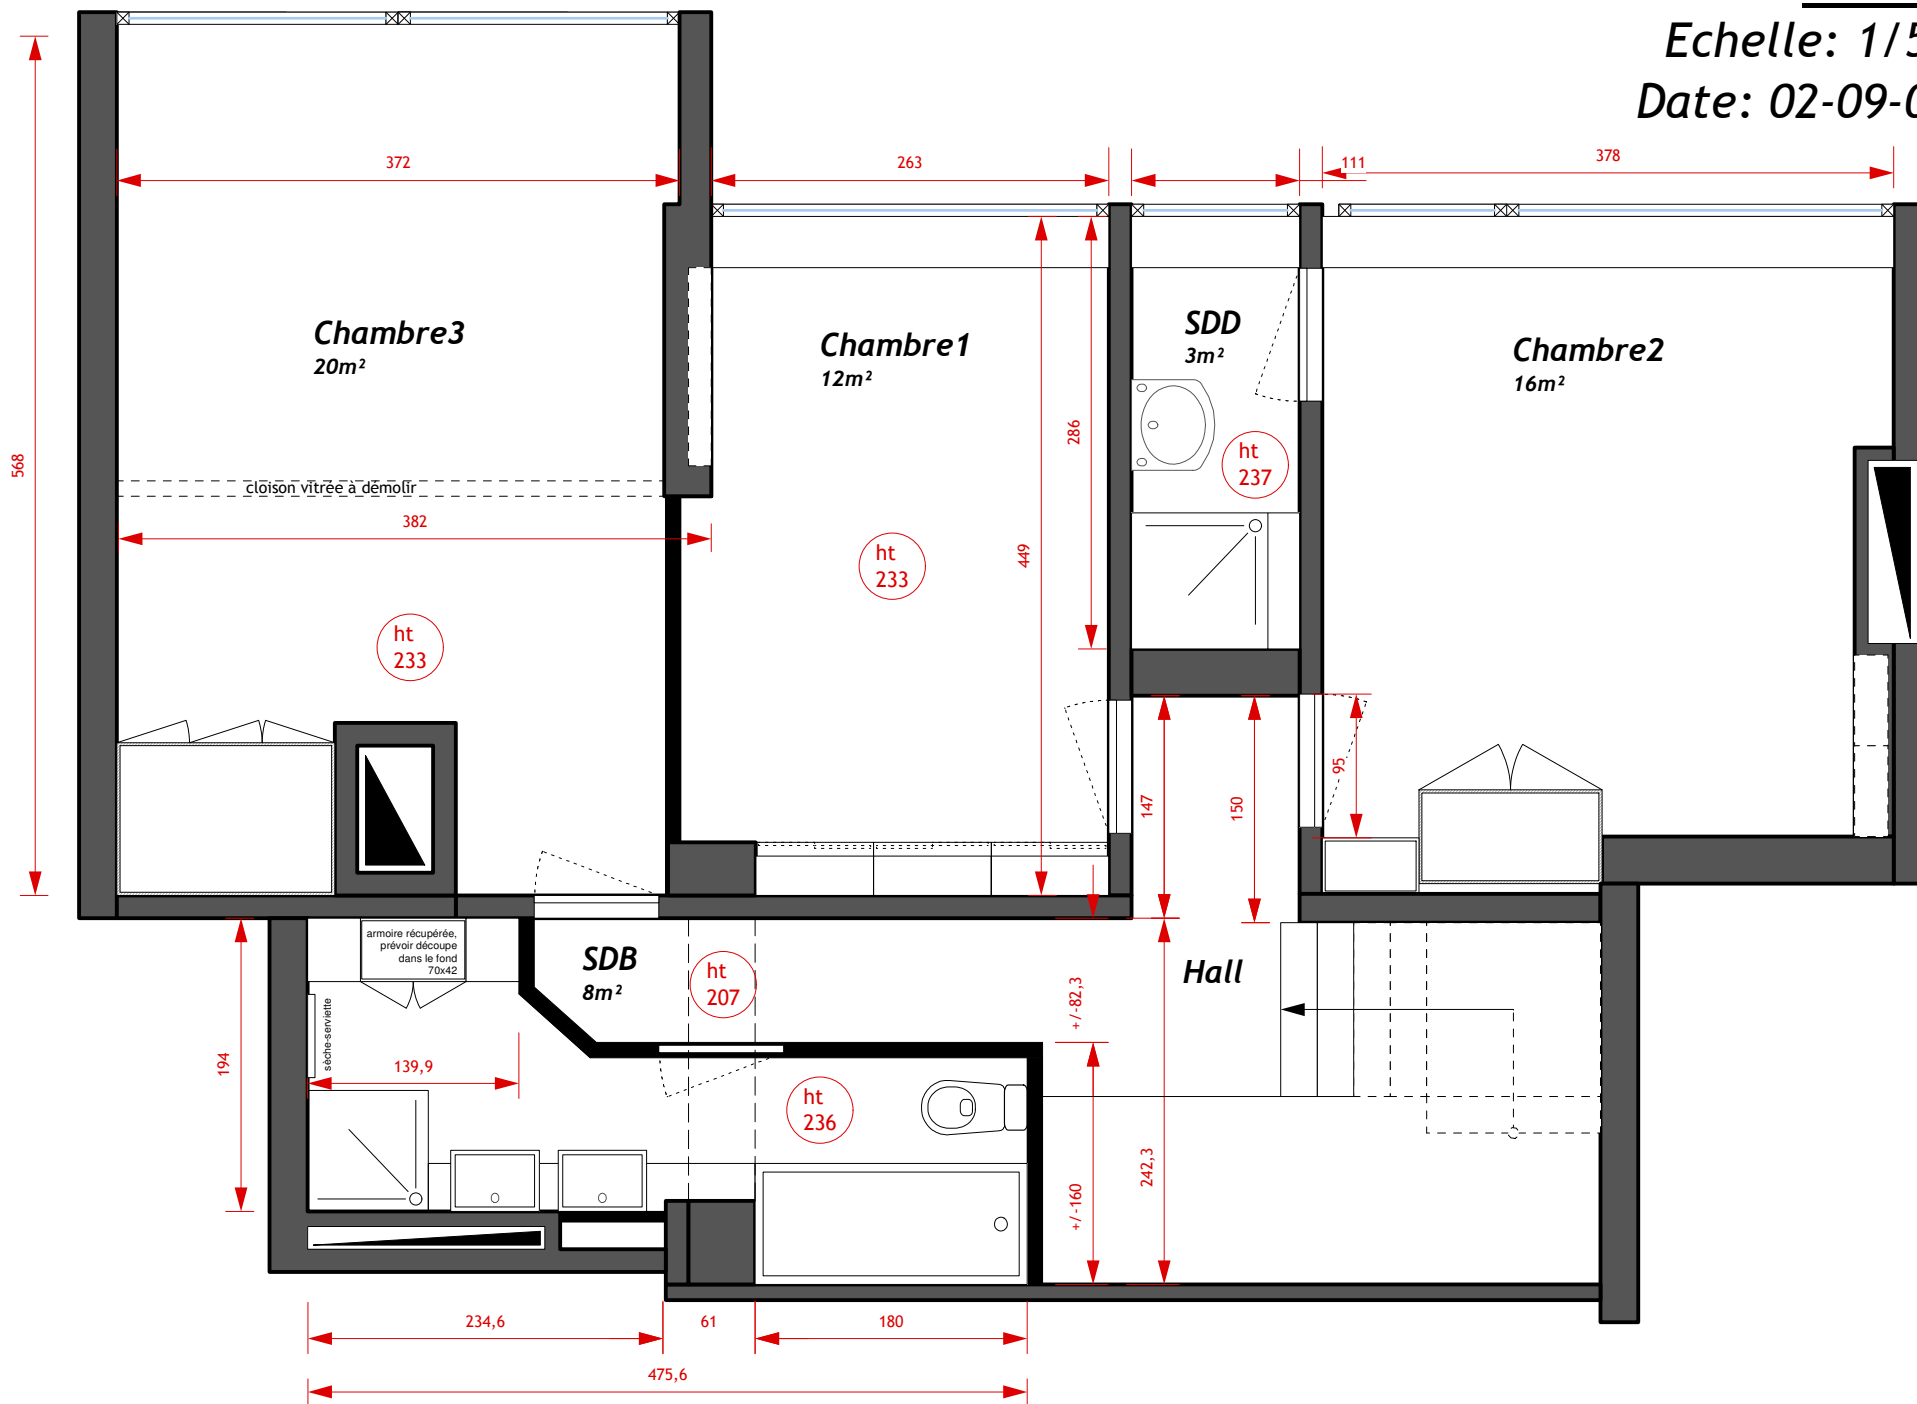 Echelle: 1/5
Date: 02-09-0
372
263
111
378
568
Chambre3
20m²
Chambre1
12m²
SDD
3m²
Chambre2
16m²
286
ht
237
cloison vitrée à démolir
382
449
ht
233
ht
233
147
150
95
armoire récupérée,
prévoir découpe
dans le fond
70x42
SDB
8m²
ht
207
Hall
+/-82,3
sèche-serviette
194
139,9
ht
236
242,3
+/-160
234,6
61
180
475,6